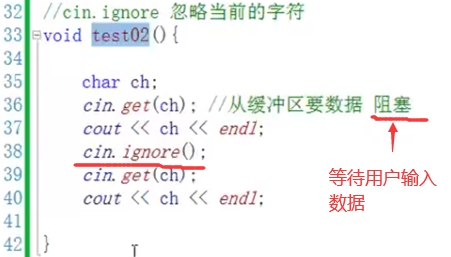 32 //cin.ignore 忽略当前的字符
33 void test02(){
34
35 char ch;
36 cin.get(ch); //从缓冲区要数据 阻塞
37 cout << ch << endl;
38 cin.ignore();
39 cin.get(ch);
40 cout << ch << endl;
41
42 }
等待用户输入
数据